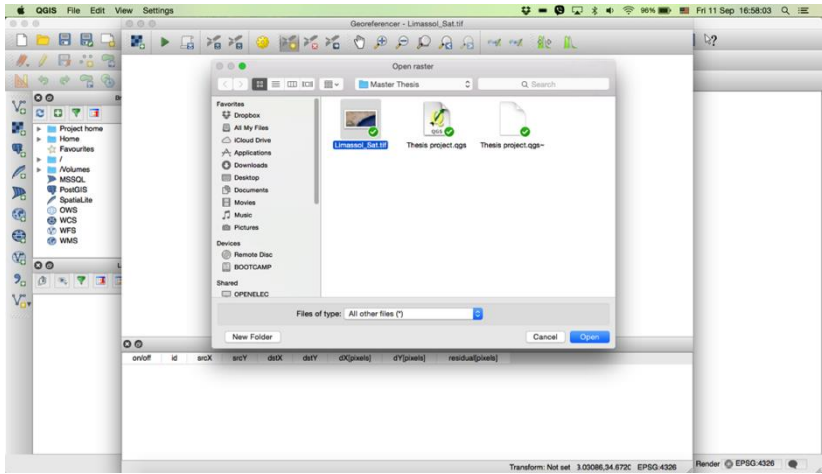 QGIS File Edit View Settings
96% Fri 11 Sep 16:58:03
Georeferencer - Limassol_Sat.tif
Open raster
Master Thesis
Search
Favorites
Dropbox
All My Files
iCloud Drive
Applications
Downloads
Desktop
Documents
Movies
Music
Pictures
Devices
Remote Disc
BOOTCAMP
Shared
OPENELEC
Limassol_Sat.tif
Thesis project.qgs
Thesis project.qgs~
Files of type: All other files (*)
New Folder
Cancel
Open
Project home
Home
Favourites
/
/Volumes
MSSQL
PostGIS
SpatiaLite
OWS
WCS
WFS
WMS
on/off id srcX srcY dstX dstY dX[pixels] dY[pixels] residual[pixels]
Transform: Not set 3.03086,34.6720 EPSG:4326
Render EPSG:4326